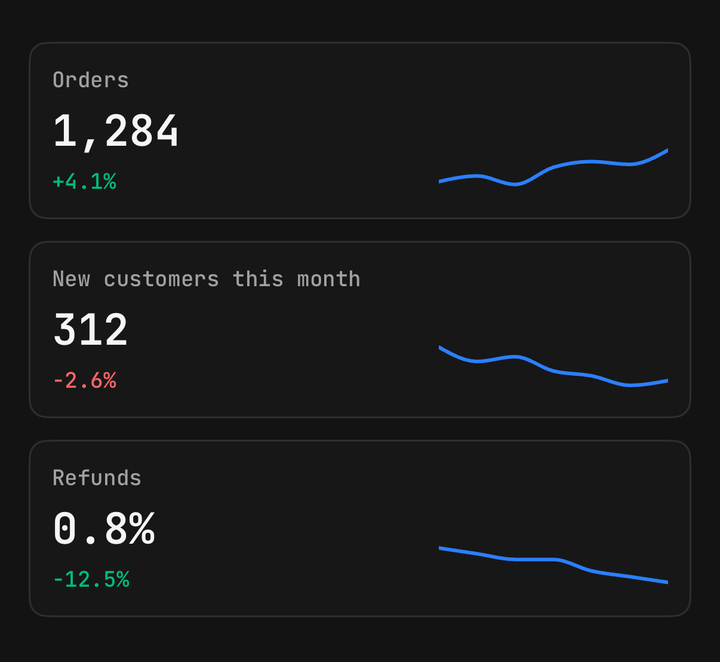 Orders
1,284
+4.1%
New customers this month
312
-2.6%
Refunds
0.8%
-12.5%